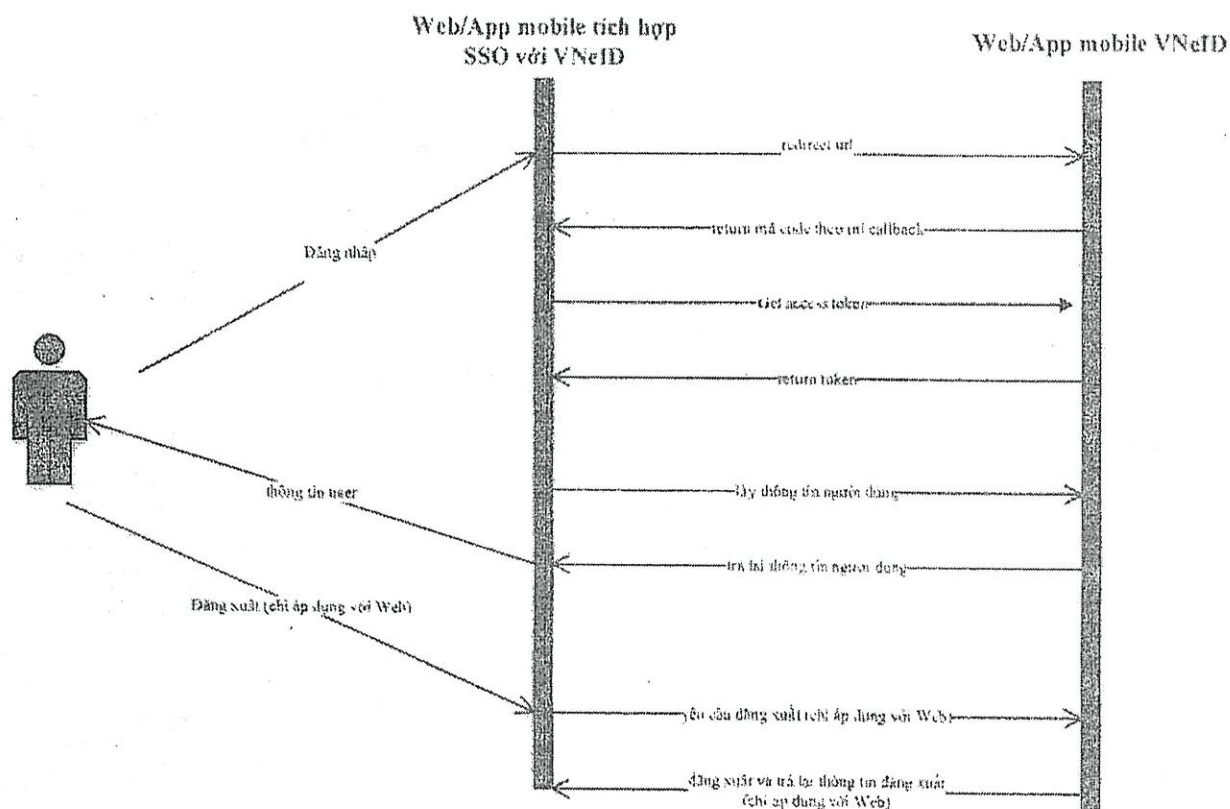 Web/App mobile tích hợp
SSO với VNeID
Web/App mobile VNeID
redirect url
return mã code theo url callback
Đăng nhập
Get access token
return token
thông tin user
lấy thông tin người dùng
trả lại thông tin người dùng
Đăng xuất (chỉ áp dụng với Web)
yêu cầu đăng xuất (chỉ áp dụng với Web)
đăng xuất và trả lại thông tin đăng xuất
(chỉ áp dụng với Web)